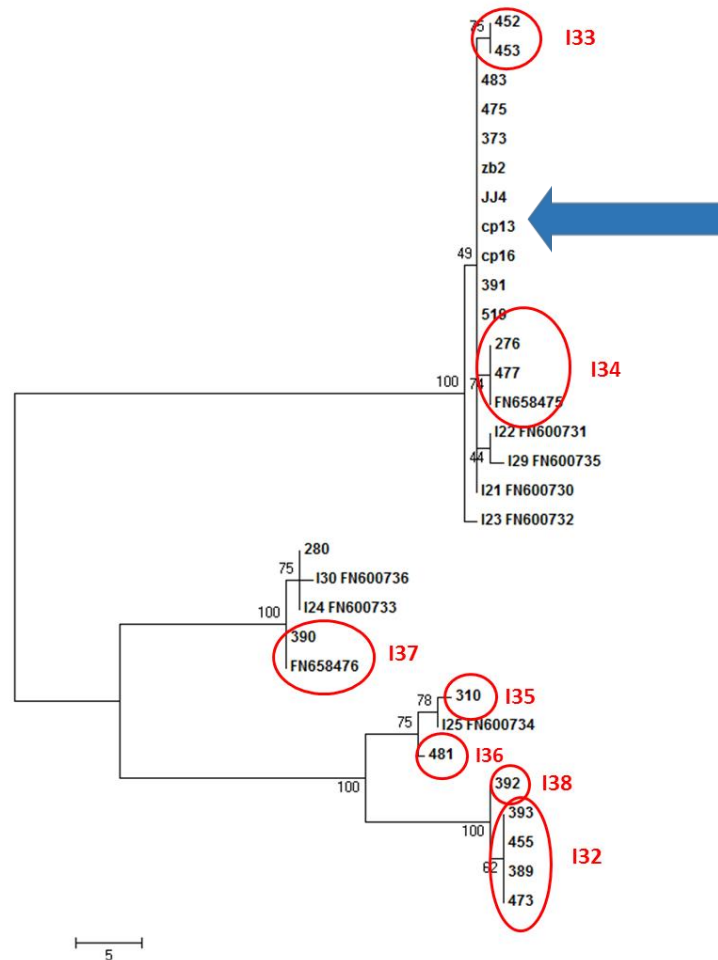 75 452 I33
453
483
475
373
zb2
JJ4
cp13
49 cp16
391
519
276
100 74 477 I34
FN658475
I22 FN600731
44 I29 FN600735
I21 FN600730
I23 FN600732
280
75 I30 FN600736
I24 FN600733
100 390
FN658476 I37
78 310 I35
75 I25 FN600734
481 I36
100 392 I38
393
100 455
62 389 I32
473
5